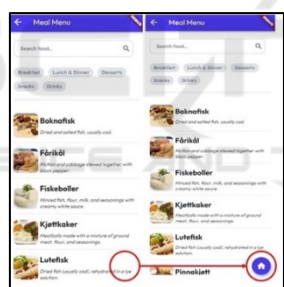 Meal Menu
Search food...
Breakfast Lunch & Dinner Desserts
Snacks Drinks
Boknafisk
Dried and salted fish, usually cod.
Fårikål
Mutton and cabbage stewed together with
black pepper.
Fiskeboller
Minced fish, flour, milk, and seasonings with
creamy white sauce.
Kjøttkaker
Meatballs made with a mixture of ground
meat, flour, and seasonings.
Lutefisk
Dried fish (usually cod), rehydrated in a lye
solution.
Meal Menu
Search food...
Breakfast Lunch & Dinner Desserts
Snacks Drinks
Boknafisk
Dried and salted fish, usually cod.
Fårikål
Mutton and cabbage stewed together with
black pepper.
Fiskeboller
Minced fish, flour, milk, and seasonings with
creamy white sauce.
Kjøttkaker
Meatballs made with a mixture of ground
meat, flour, and seasonings.
Lutefisk
Dried fish (usually cod), rehydrated in a lye
solution.
Pinnekjøtt